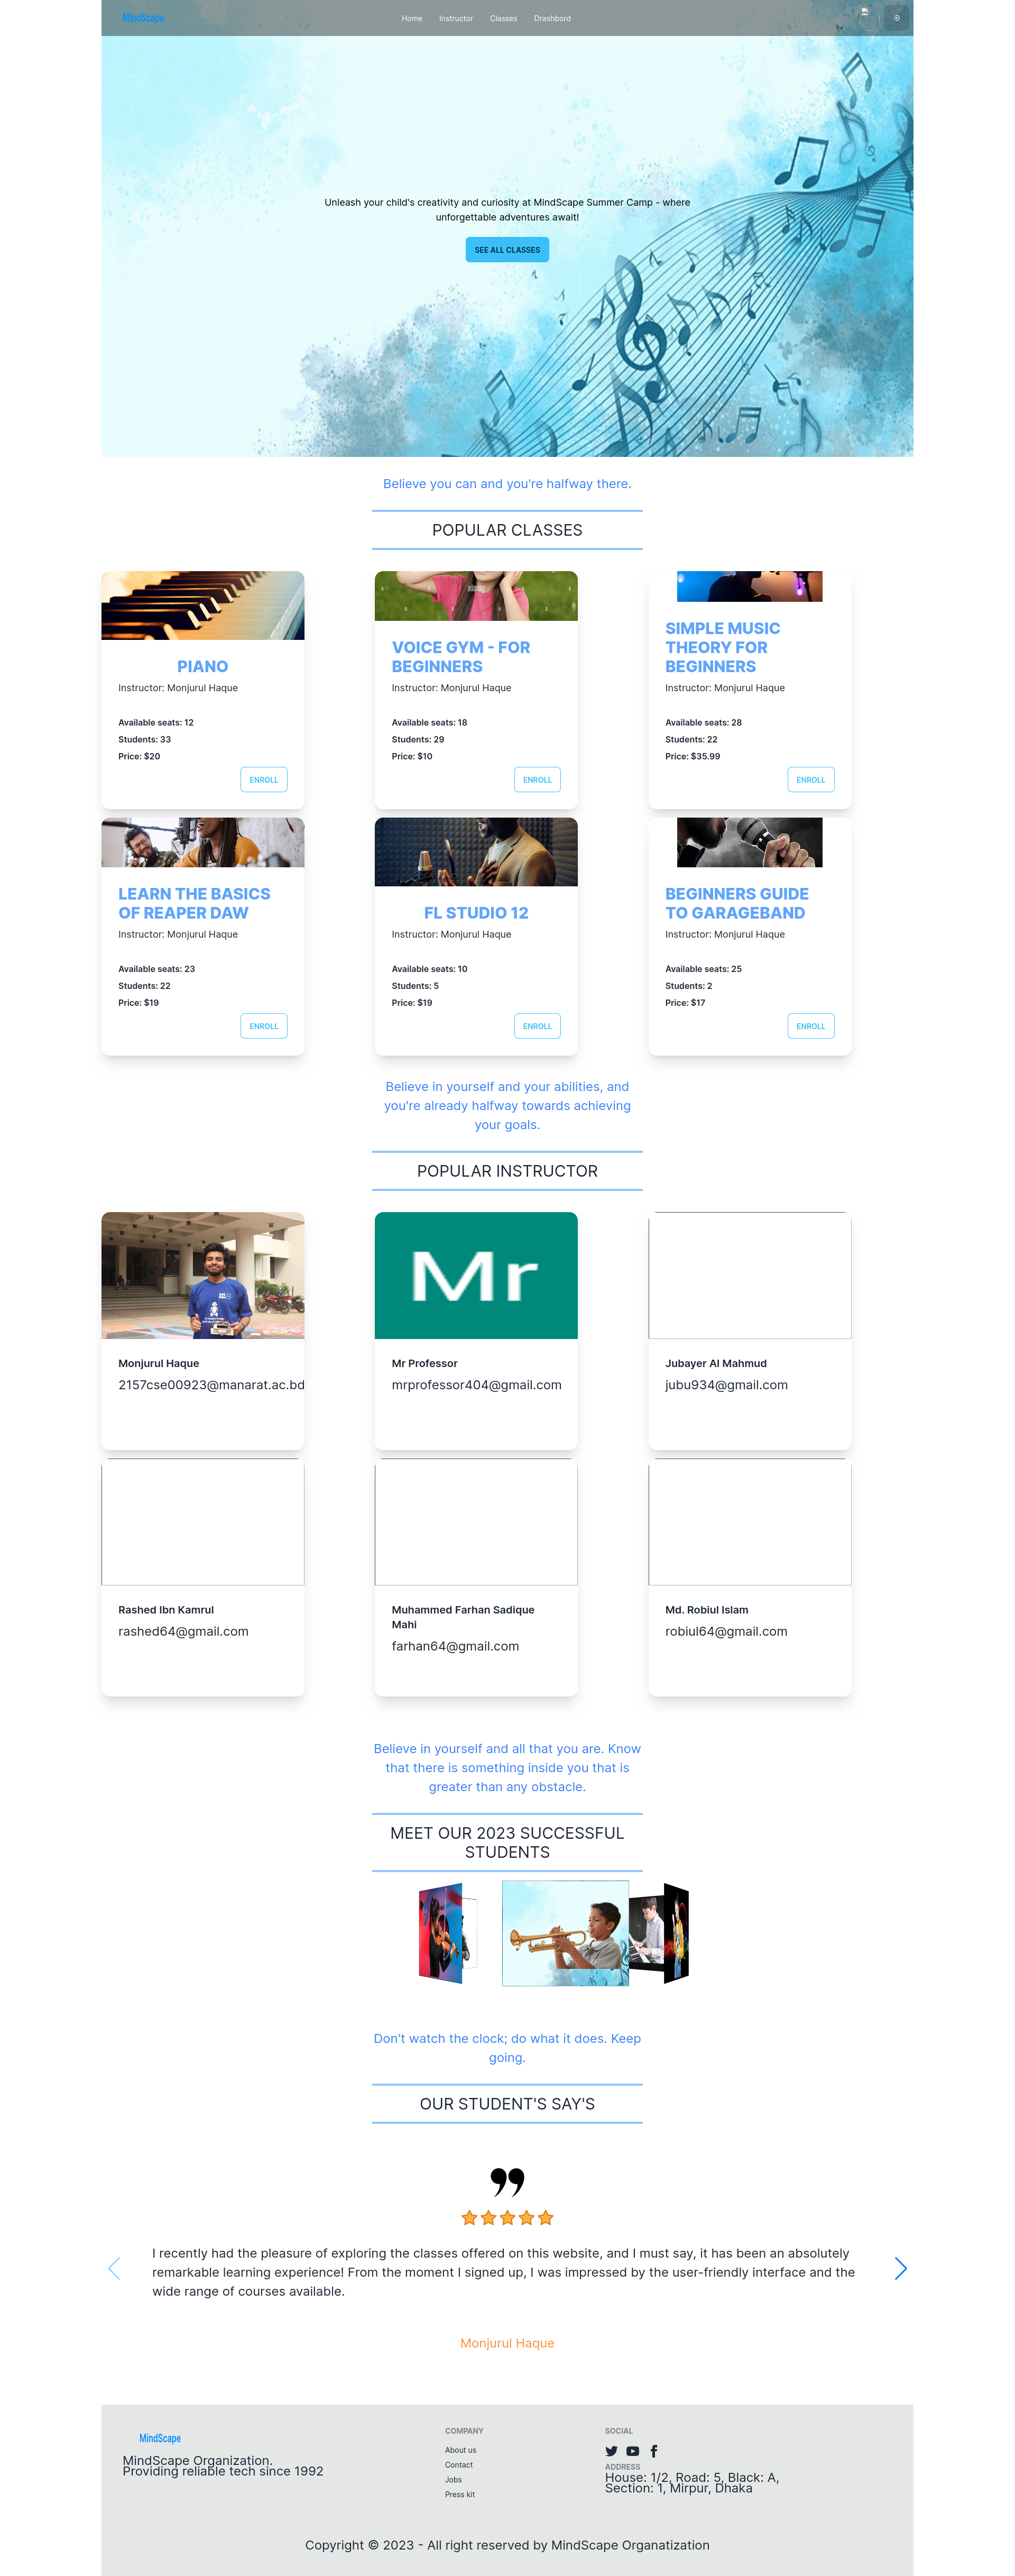 MindScape
Home Instructor Classes Drashbord
Unleash your child's creativity and curiosity at MindScape Summer Camp - where
unforgettable adventures await!
SEE ALL CLASSES
Believe you can and you're halfway there.
POPULAR CLASSES
alamy
PIANO
Instructor: Monjurul Haque
Available seats: 12
Students: 33
Price: $20
ENROLL
VOICE GYM - FOR
BEGINNERS
Instructor: Monjurul Haque
Available seats: 18
Students: 29
Price: $10
ENROLL
SIMPLE MUSIC
THEORY FOR
BEGINNERS
Instructor: Monjurul Haque
Available seats: 28
Students: 22
Price: $35.99
ENROLL
LEARN THE BASICS
OF REAPER DAW
Instructor: Monjurul Haque
Available seats: 23
Students: 22
Price: $19
ENROLL
FL STUDIO 12
Instructor: Monjurul Haque
Available seats: 10
Students: 5
Price: $19
ENROLL
BEGINNERS GUIDE
TO GARAGEBAND
Instructor: Monjurul Haque
Available seats: 25
Students: 2
Price: $17
ENROLL
Believe in yourself and your abilities, and
you're already halfway towards achieving
your goals.
POPULAR INSTRUCTOR
Monjurul Haque
2157cse00923@manarat.ac.bd
Mr
Mr Professor
mrprofessor404@gmail.com
Jubayer Al Mahmud
jubu934@gmail.com
Rashed Ibn Kamrul
rashed64@gmail.com
Muhammed Farhan Sadique
Mahi
farhan64@gmail.com
Md. Robiul Islam
robiul64@gmail.com
Believe in yourself and all that you are. Know
that there is something inside you that is
greater than any obstacle.
MEET OUR 2023 SUCCESSFUL
STUDENTS
Don't watch the clock; do what it does. Keep
going.
OUR STUDENT'S SAY'S
I recently had the pleasure of exploring the classes offered on this website, and I must say, it has been an absolutely
remarkable learning experience! From the moment I signed up, I was impressed by the user-friendly interface and the
wide range of courses available.
Monjurul Haque
MindScape
MindScape Organization.
Providing reliable tech since 1992
COMPANY
About us
Contact
Jobs
Press kit
SOCIAL
ADDRESS
House: 1/2, Road: 5, Black: A,
Section: 1, Mirpur, Dhaka
Copyright © 2023 - All right reserved by MindScape Organatization